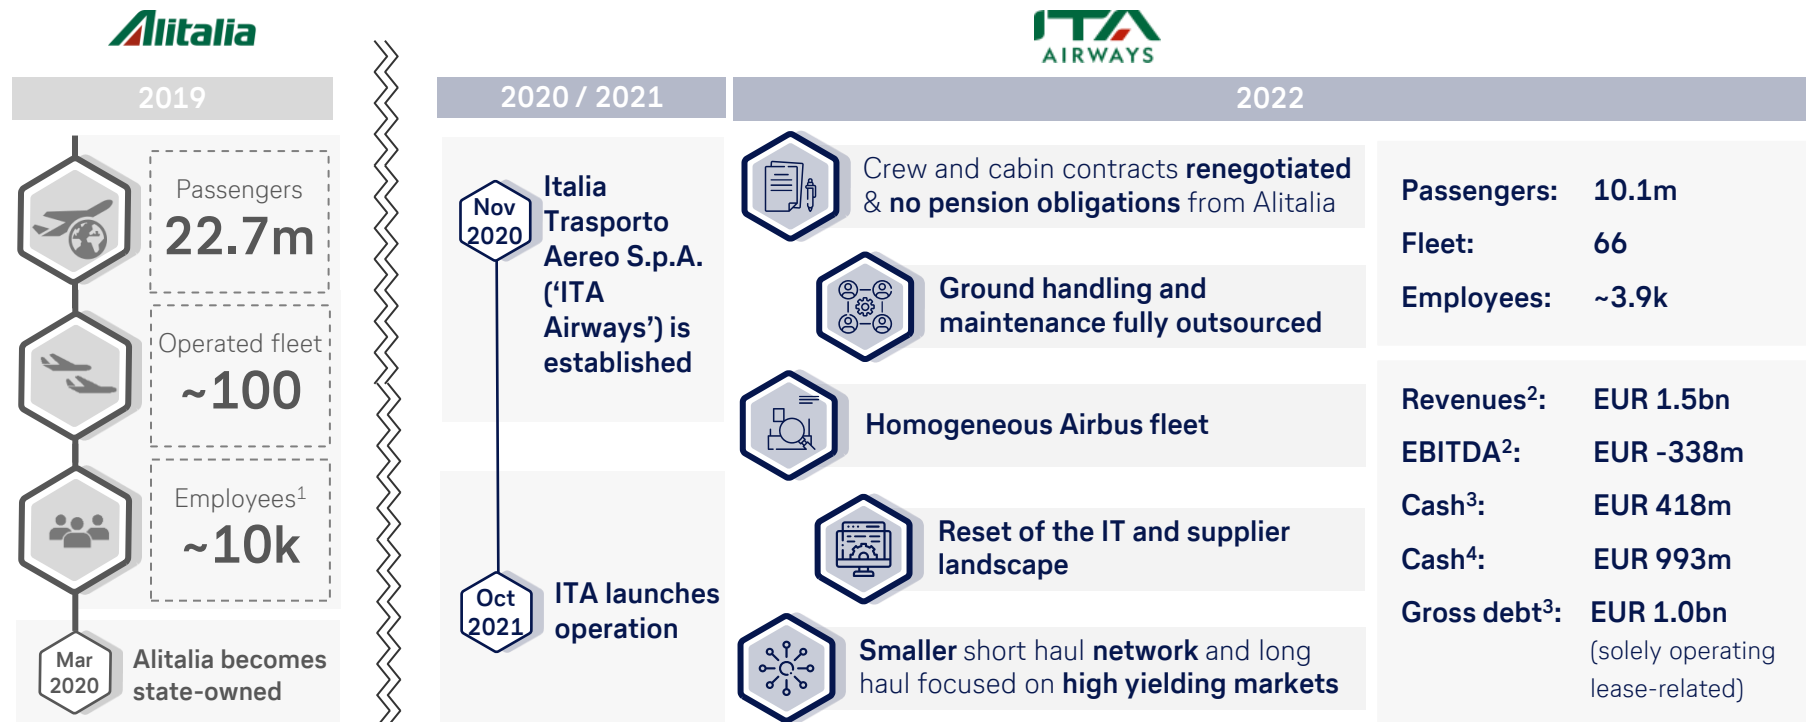 Alitalia
2019
Passengers
22.7m
Operated fleet
~100
Employees1
~10k
Mar
2020
Alitalia becomes
state-owned
ITA
AIRWAYS
2020 / 2021
Nov
2020
Italia
Trasporto
Aereo S.p.A.
(‘ITA
Airways’) is
established
Oct
2021
ITA launches
operation
2022
Crew and cabin contracts renegotiated
& no pension obligations from Alitalia
Ground handling and
maintenance fully outsourced
Homogeneous Airbus fleet
Reset of the IT and supplier
landscape
Smaller short haul network and long
haul focused on high yielding markets
Passengers: 10.1m
Fleet: 66
Employees: ~3.9k
Revenues2: EUR 1.5bn
EBITDA2: EUR -338m
Cash3: EUR 418m
Cash4: EUR 993m
Gross debt3: EUR 1.0bn
(solely operating
lease-related)